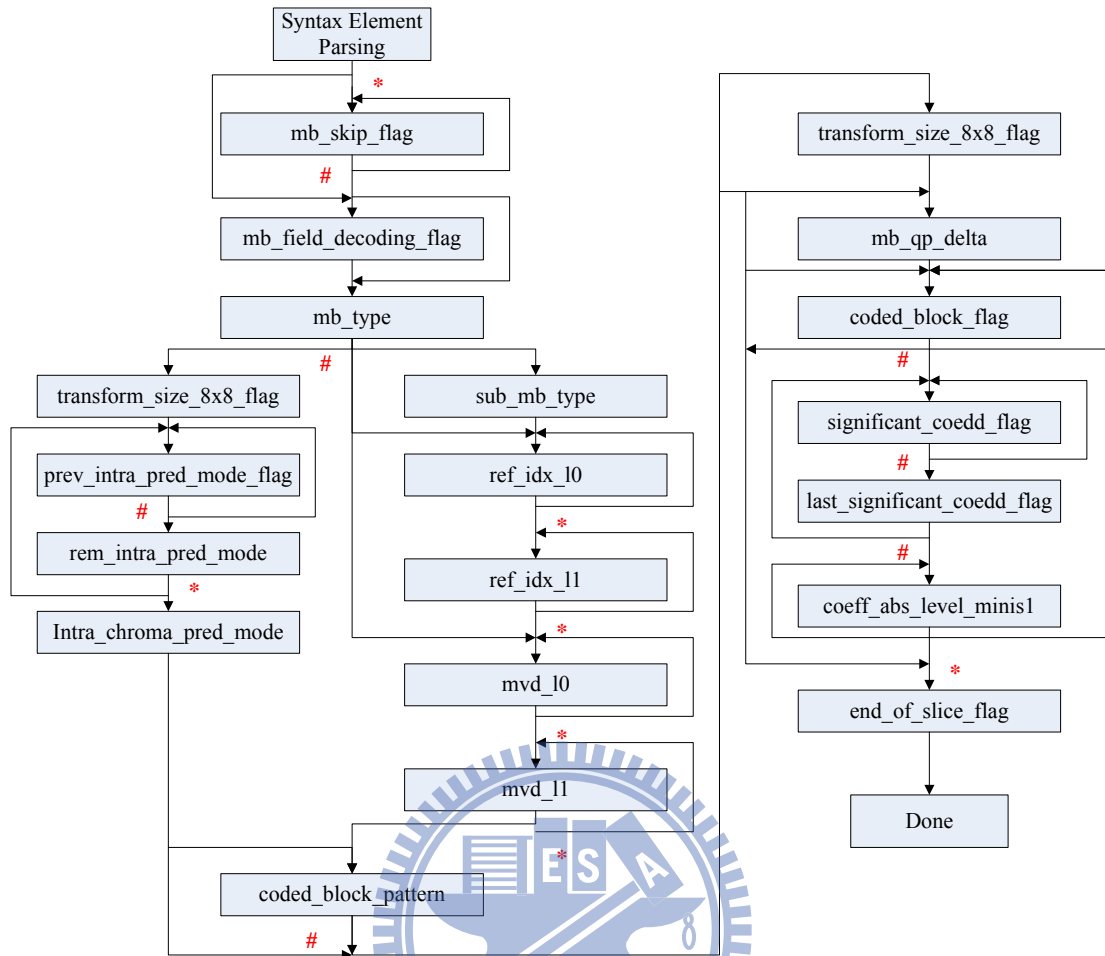 Syntax Element
Parsing
*
mb_skip_flag
#
mb_field_decoding_flag
mb_type
#
transform_size_8x8_flag
prev_intra_pred_mode_flag
#
rem_intra_pred_mode
*
Intra_chroma_pred_mode
sub_mb_type
ref_idx_l0
*
ref_idx_l1
*
mvd_l0
*
mvd_l1
*
coded_block_pattern
#
E S A
8
transform_size_8x8_flag
mb_qp_delta
coded_block_flag
#
significant_coedd_flag
#
last_significant_coedd_flag
#
coeff_abs_level_minis1
*
end_of_slice_flag
Done